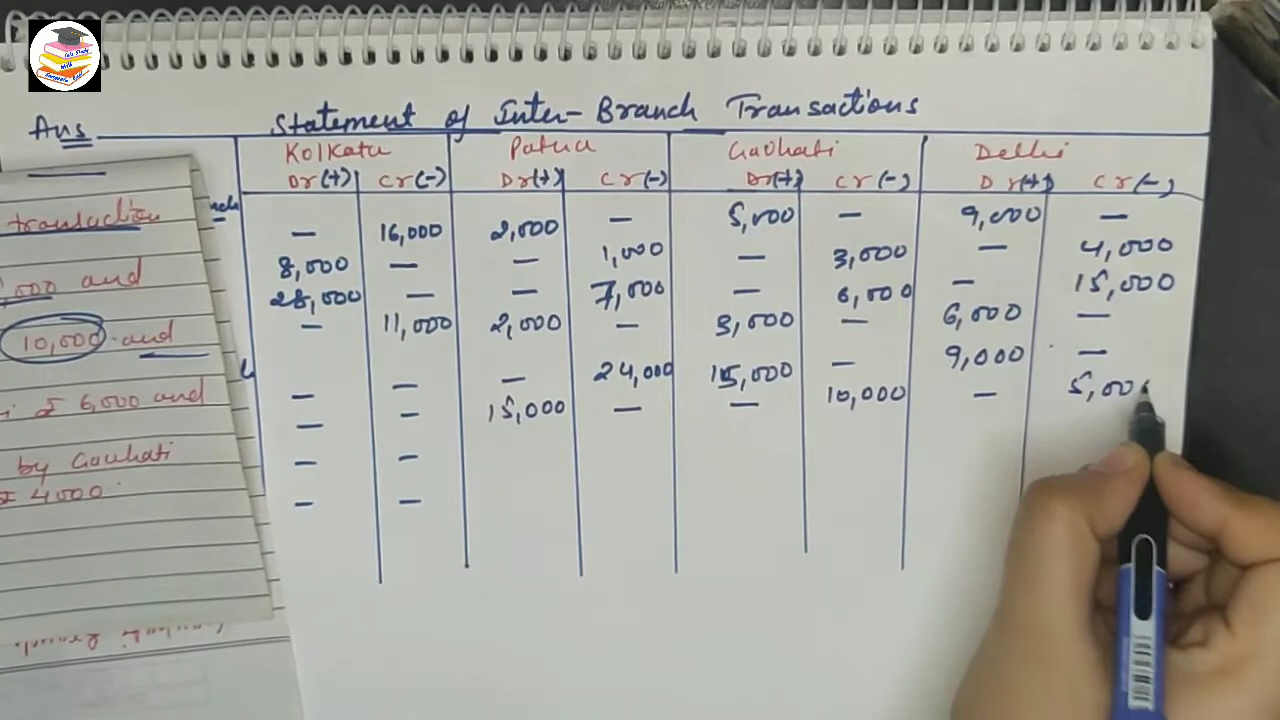 Ans
Statement of Inter-Branch Transactions
Kolkata Patna Gauhati Delhi
Dr(+) Cr(-) Dr(+) Cr(-) Dr(+) Cr(-) Dr(+) Cr(-)
— 16,000 2,000 — 5,000 — 9,000 —
8,000 — — 1,000 — 3,000 — 4,000
28,000 — — 7,000 — 6,000 — 15,000
— 11,000 2,000 — 3,000 — 6,000 —
— — — 24,000 15,000 — 9,000 —
— — 15,000 — — 10,000 — 5,00
— —
— —
transaction
,000 and
10,000 and
₹ 6,000 and
by Gauhati
₹ 4000